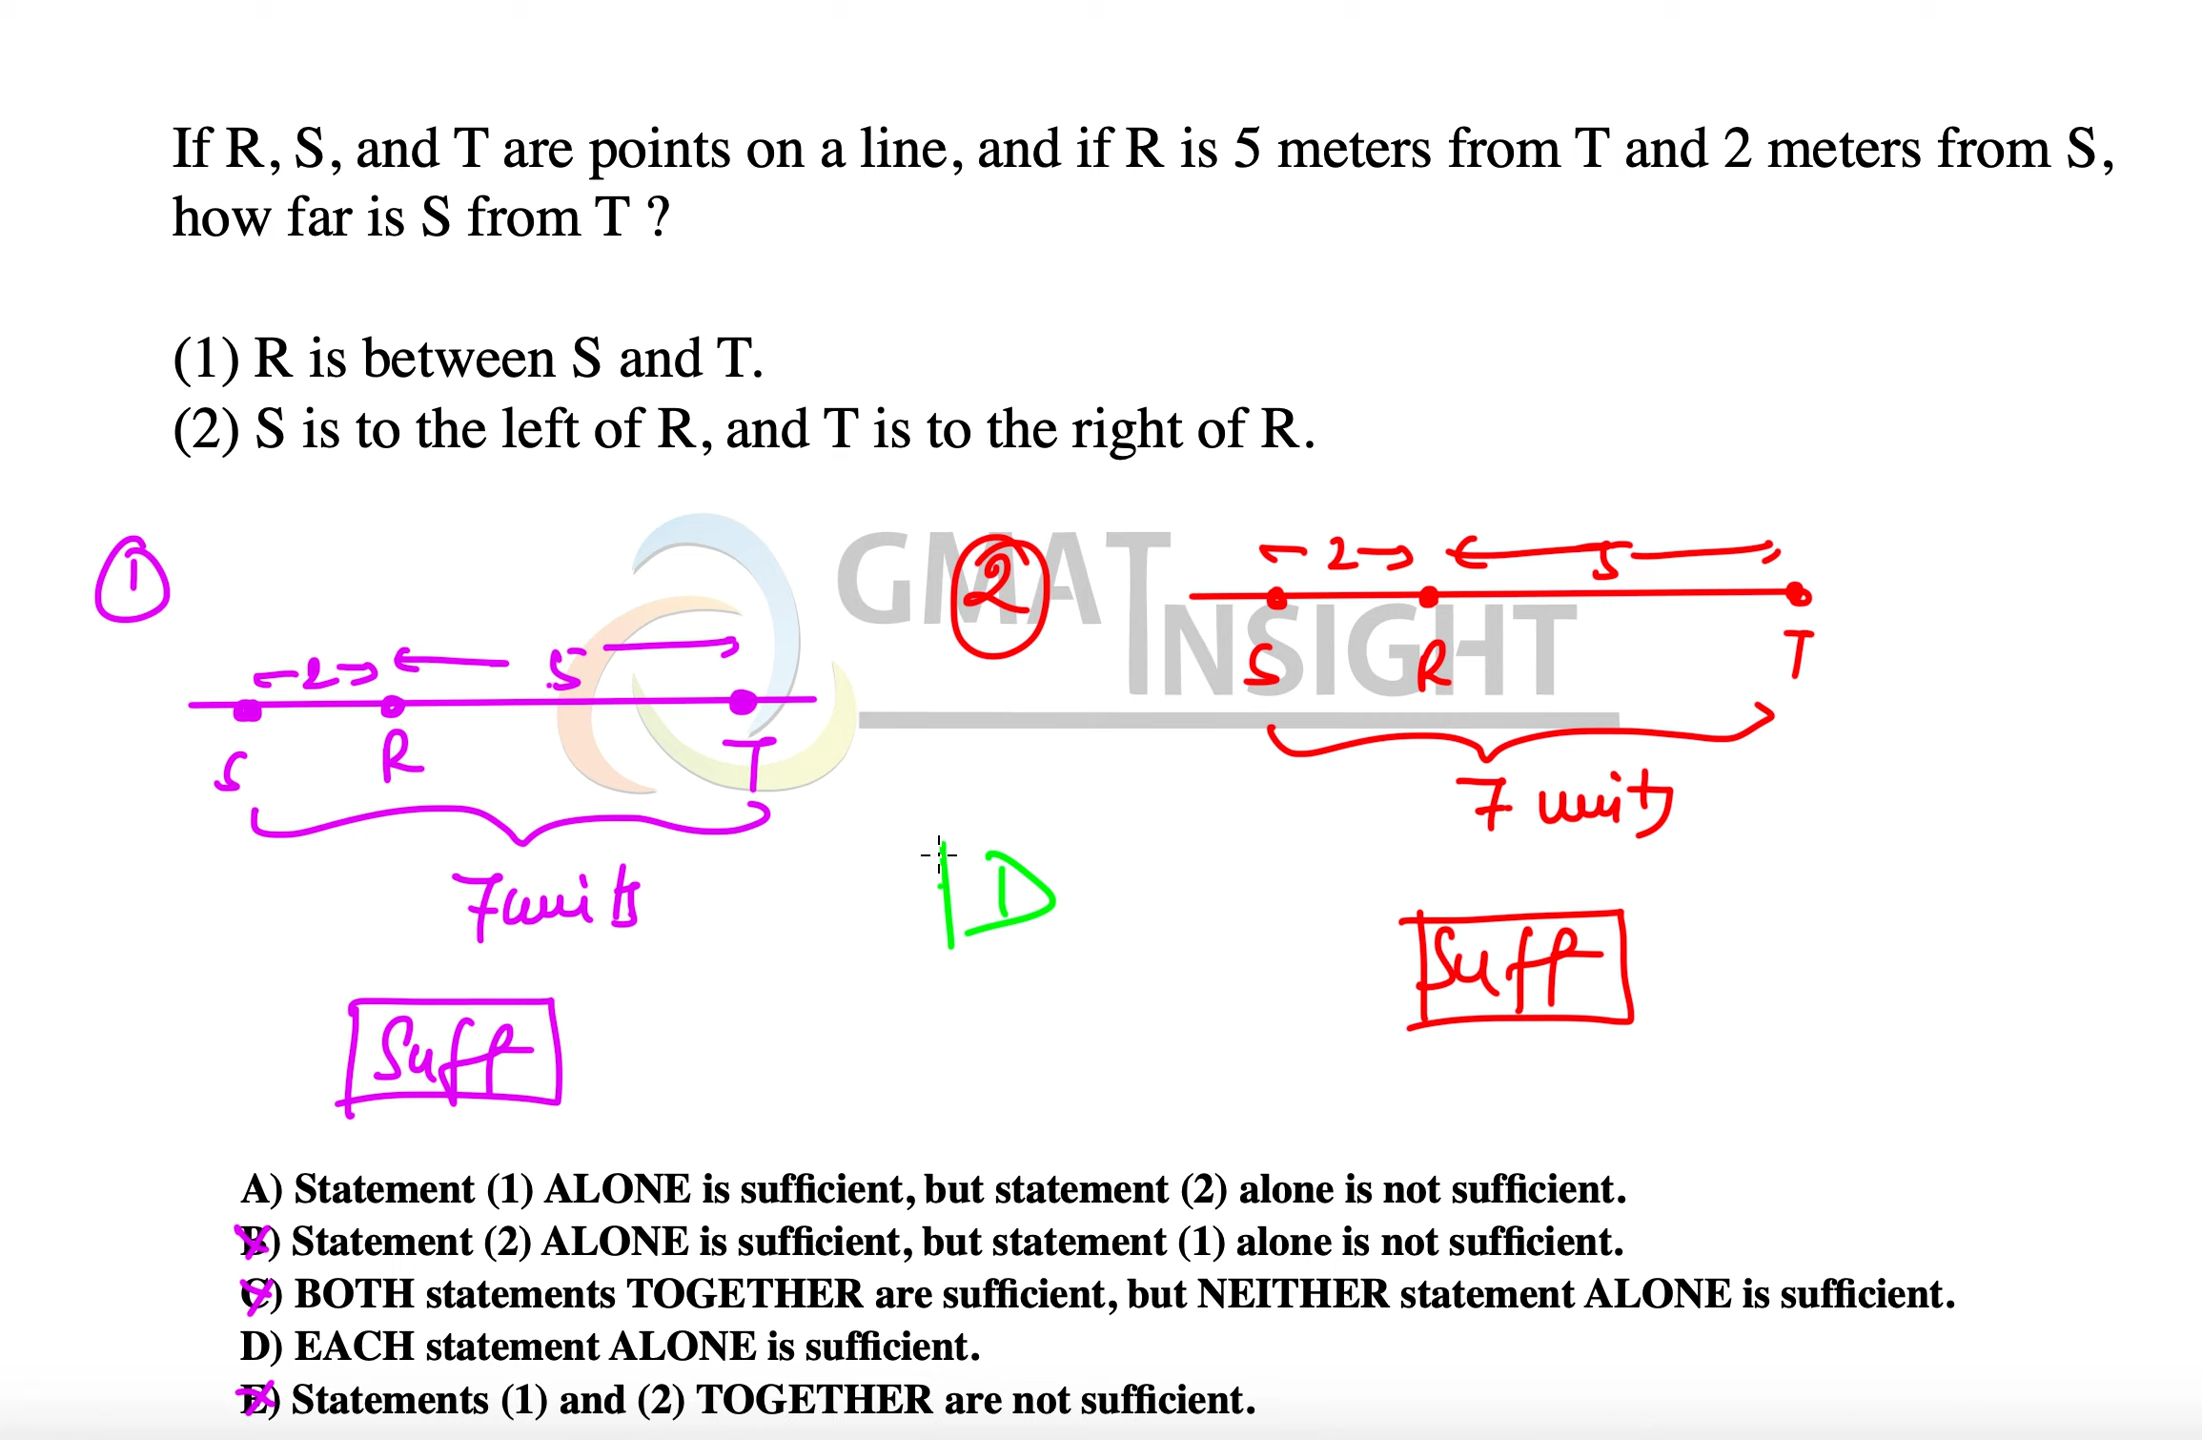 If R, S, and T are points on a line, and if R is 5 meters from T and 2 meters from S,
how far is S from T ?
(1) R is between S and T.
(2) S is to the left of R, and T is to the right of R.
GMAT INSIGHT
1
2 5
S R T
7 units
Suff
2
2 5
S R T
7 units
Suff
D
A) Statement (1) ALONE is sufficient, but statement (2) alone is not sufficient.
B) Statement (2) ALONE is sufficient, but statement (1) alone is not sufficient.
C) BOTH statements TOGETHER are sufficient, but NEITHER statement ALONE is sufficient.
D) EACH statement ALONE is sufficient.
E) Statements (1) and (2) TOGETHER are not sufficient.